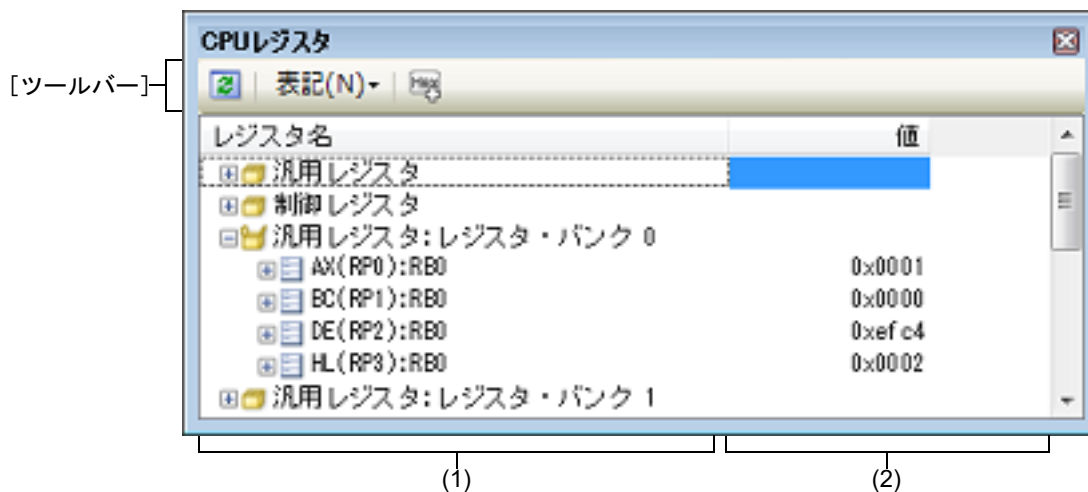 CPUレジスタ
[ツールバー]
表記(N)
Hex
レジスタ名 値
汎用レジスタ
制御レジスタ
汎用レジスタ:レジスタ・バンク 0
AX(RP0):RB0 0x0001
BC(RP1):RB0 0x0000
DE(RP2):RB0 0xefc4
HL(RP3):RB0 0x0002
汎用レジスタ:レジスタ・バンク 1
(1) (2)